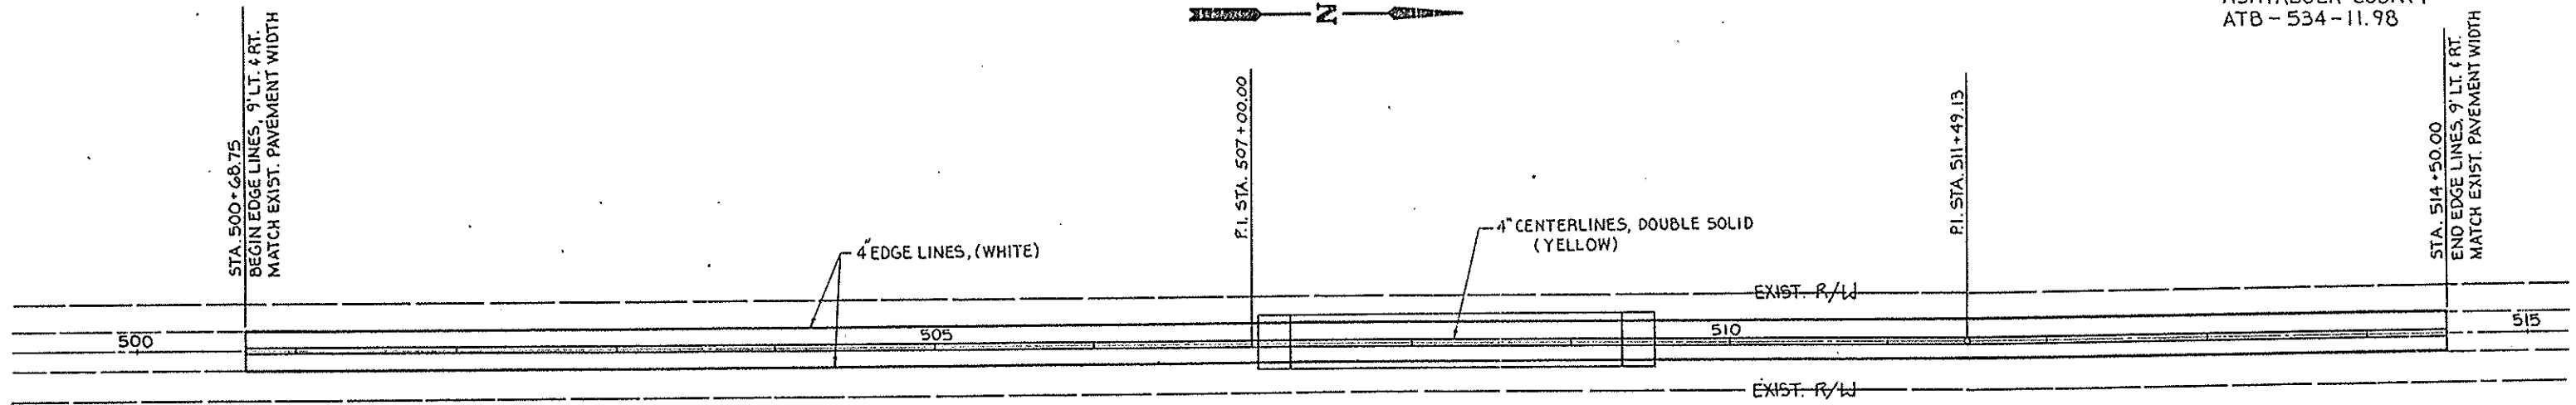 ATB-534-11.98
N
STA. 500+68.75
BEGIN EDGE LINES, 9' LT. & RT.
MATCH EXIST. PAVEMENT WIDTH
P.I. STA. 507+00.00
P.I. STA. 511+49.13
STA. 514+50.00
END EDGE LINES, 9' LT. & RT.
MATCH EXIST. PAVEMENT WIDTH
4" EDGE LINES, (WHITE)
4" CENTERLINES, DOUBLE SOLID
(YELLOW)
EXIST. R/W
500
505
510
515
EXIST. R/W